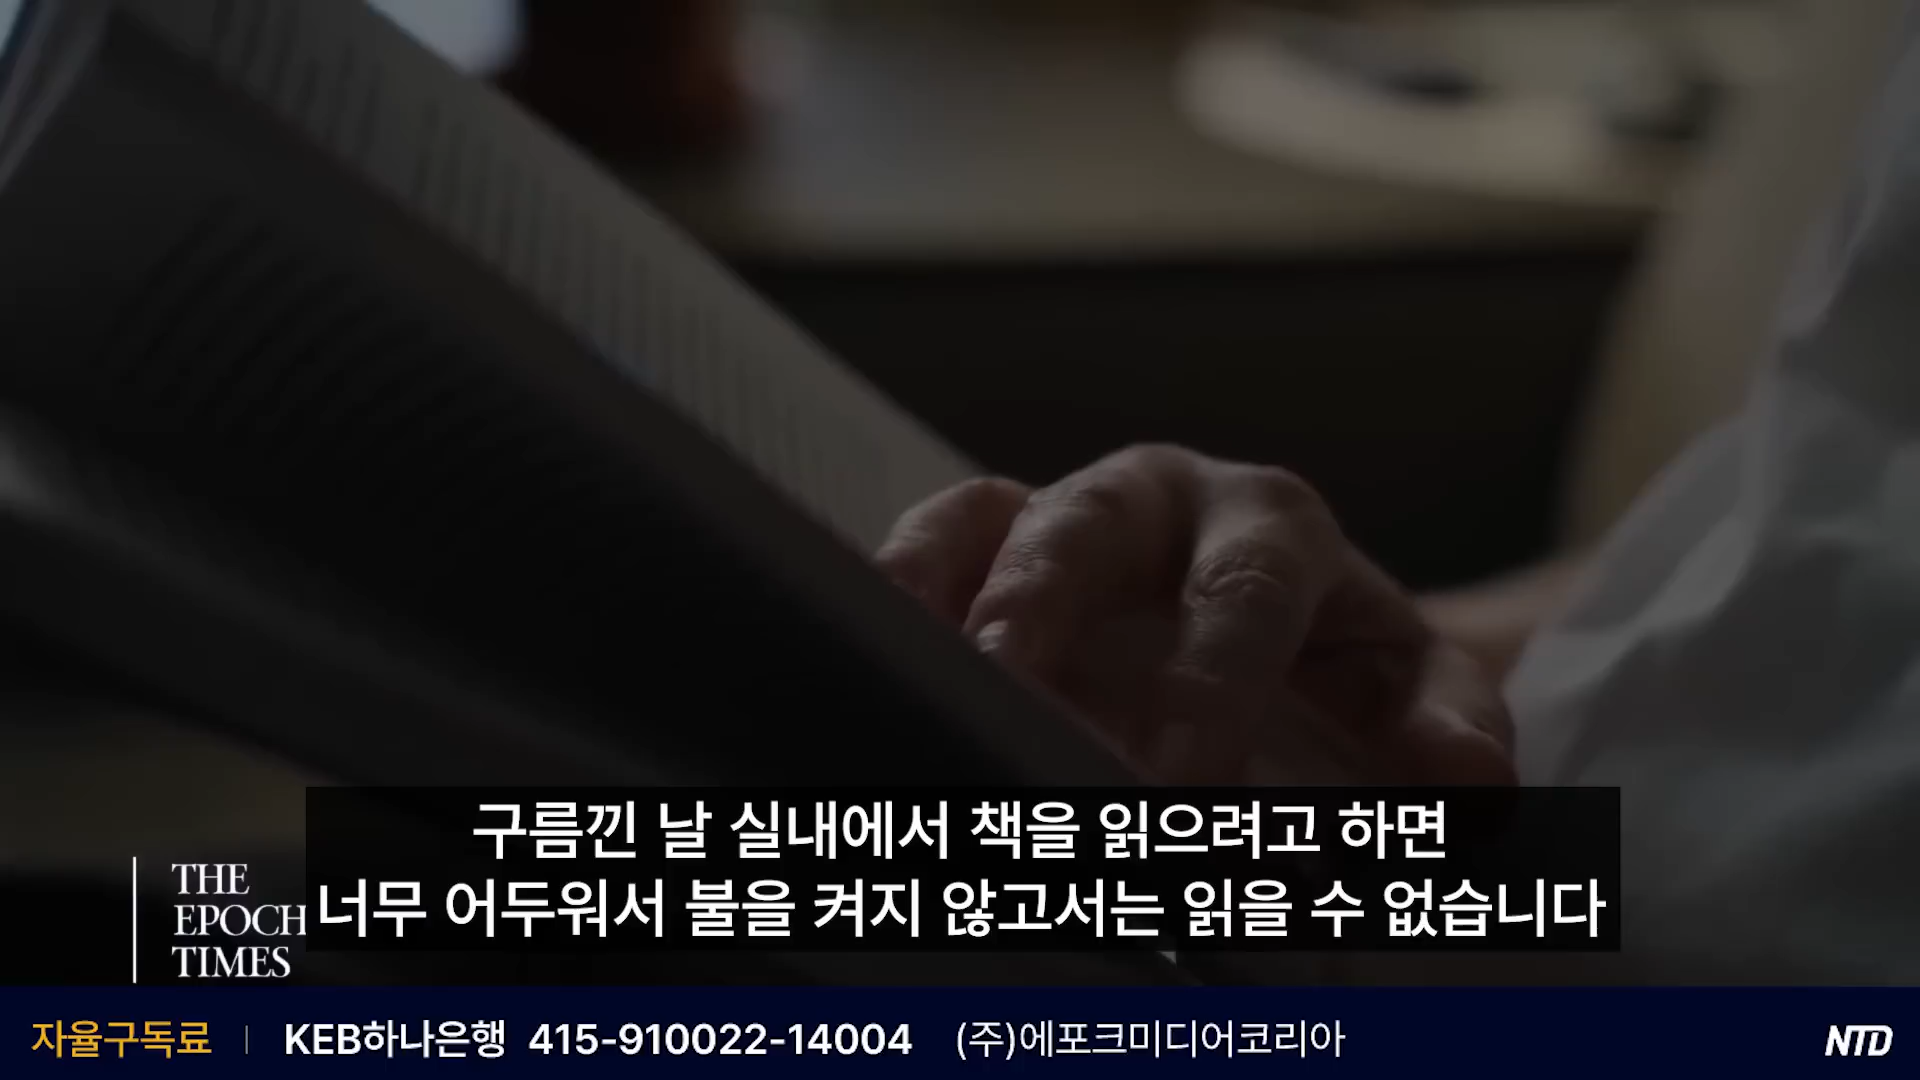 구름낀 날 실내에서 책을 읽으려고 하면
너무 어두워서 불을 켜지 않고서는 읽을 수 없습니다
THE
EPOCH
TIMES
자율구독료 | KEB하나은행 415-910022-14004 (주)에포크미디어코리아
NTD